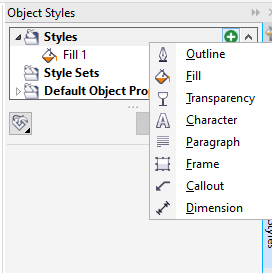 Object Styles
Styles
Fill 1
Style Sets
Default Object Pro
Outline
Fill
Transparency
Character
Paragraph
Frame
Callout
Dimension
Styles